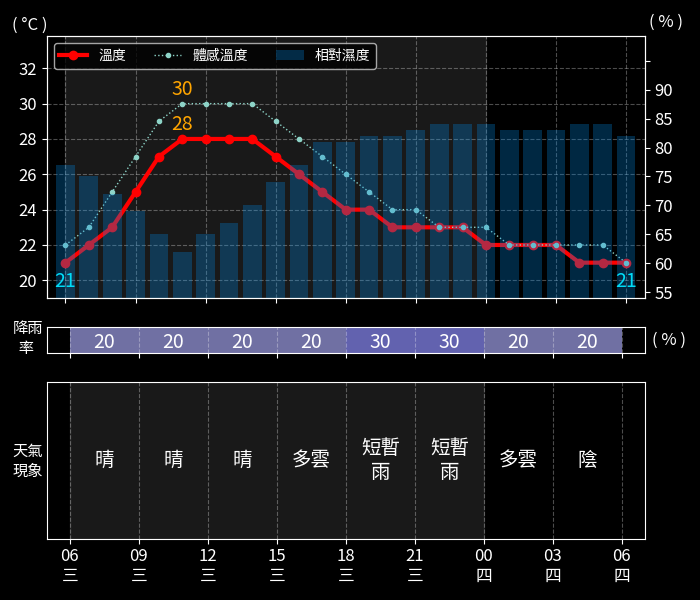 ( °C )
( % )
溫度
體感溫度
相對濕度
32
30
28
26
24
22
20
90
85
80
75
70
65
60
55
30
28
21
21
降雨
率
20 20 20 20 30 30 20 20
( % )
天氣
現象
晴 晴 晴 多雲 短暫
雨 短暫
雨 多雲 陰
06 09 12 15 18 21 00 03 06
三 三 三 三 三 三 四 四 四